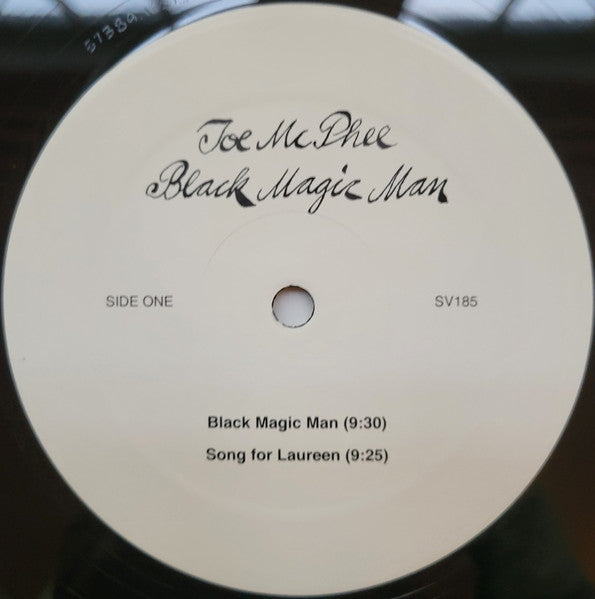 Joe McPhee
Black Magic Man
SIDE ONE
SV185
Black Magic Man (9:30)
Song for Laureen (9:25)